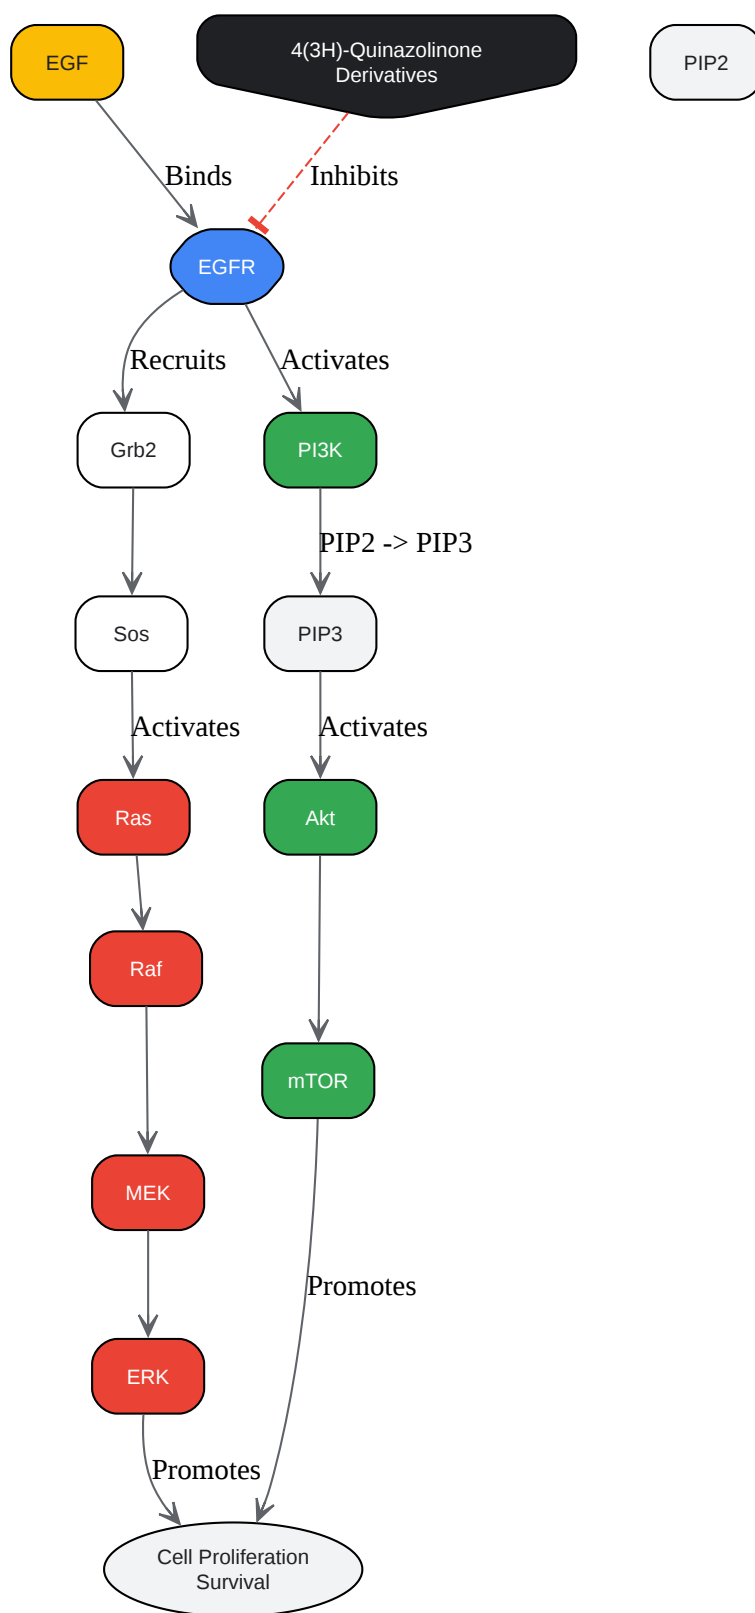 EGF
4(3H)-Quinazolinone
Derivatives
PIP2
Binds
Inhibits
EGFR
Recruits
Activates
Grb2
PI3K
PIP2 -> PIP3
Sos
PIP3
Activates
Activates
Ras
Akt
Raf
mTOR
MEK
Promotes
ERK
Promotes
Cell Proliferation
Survival